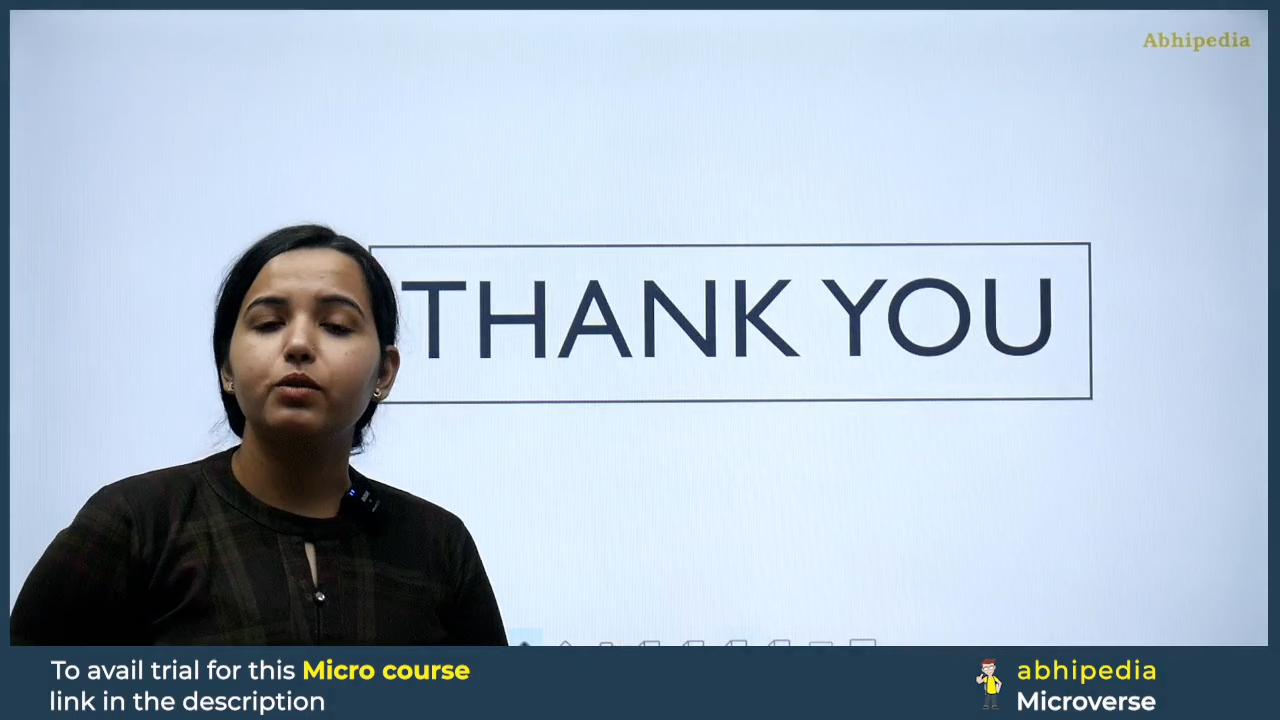 Abhipedia
THANK YOU
To avail trial for this Micro course
link in the description
abhipedia
Microverse